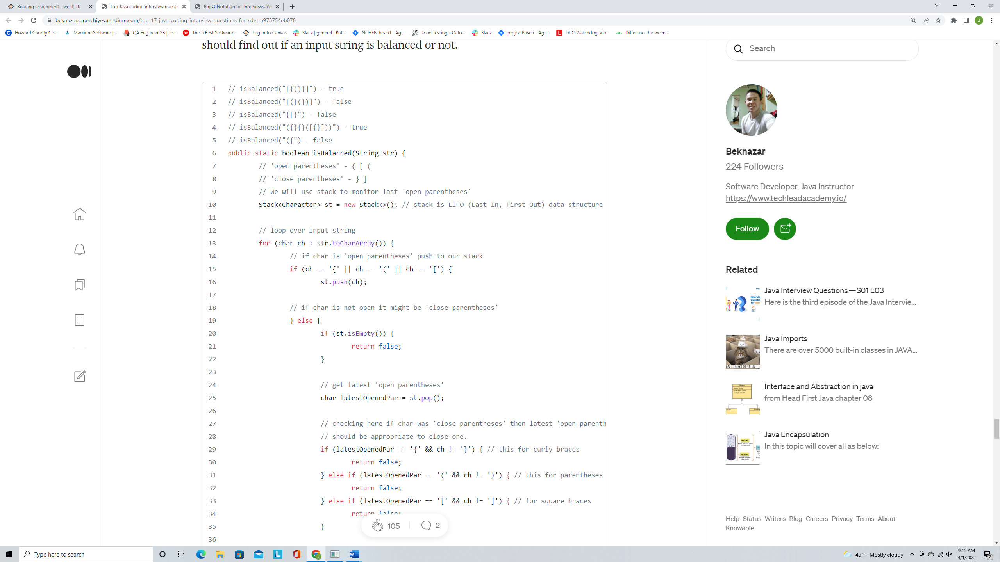 Reading assignment - week 10
Top Java coding interview questic
Big O Notation for Interviews. W
beknazarsuranchiyev.medium.com/top-17-java-coding-interview-questions-for-sdet-a978754eb078
J
Howard County Co...
Macrium Software |...
QA Engineer 23 | Te...
BR The 5 Best Software...
Log In to Canvas
Slack | general | Bat...
NCHEN board - Agi...
Load Testing - Octo...
Slack
projectBase5 - Agil...
L DPC-Watchdog-Vio...
Difference between...
should find out if an input string is balanced or not.
1 // isBalanced("[{()}]") - true
2 // isBalanced("[({(})]") - false
3 // isBalanced("{[}") - false
4 // isBalanced("({}{}([{}]))") - true
5 // isBalanced("({") - false
6 public static boolean isBalanced(String str) {
7 // 'open parentheses' - { [ (
8 // 'close parentheses' - } ]
9 // We will use stack to monitor last 'open parentheses'
10 Stack<Character> st = new Stack<>(); // stack is LIFO (Last In, First Out) data structure
11
12 // loop over input string
13 for (char ch : str.toCharArray()) {
14 // if char is 'open parentheses' push to our stack
15 if (ch == '{' || ch == '(' || ch == '[') {
16 st.push(ch);
17
18 // if char is not open it might be 'close parentheses'
19 } else {
20 if (st.isEmpty()) {
21 return false;
22 }
23
24 // get latest 'open parentheses'
25 char latestOpenedPar = st.pop();
26
27 // checking here if char was 'close parentheses' then latest 'open parenth
28 // should be appropriate to close one.
29 if (latestOpenedPar == '{' && ch != '}') { // this for curly braces
30 return false;
31 } else if (latestOpenedPar == '(' && ch != ')') { // this for parentheses
32 return false;
33 } else if (latestOpenedPar == '[' && ch != ']') { // for square braces
34 return false;
35 }
36
105
2
Search
Beknazar
224 Followers
Software Developer, Java Instructor
https://www.techleadacademy.io/
Follow
Related
Java Interview Questions — S01 E03
Here is the third episode of the Java Intervie...
Java Imports
There are over 5000 built-in classes in JAVA...
ARE READY TO BE IMPORT
Interface and Abstraction in java
from Head First Java chapter 08
Java Encapsulation
In this topic will cover all as below:
Help Status Writers Blog Careers Privacy Terms About
Knowable
Type here to search
49°F Mostly cloudy
9:15 AM
4/1/2022
2